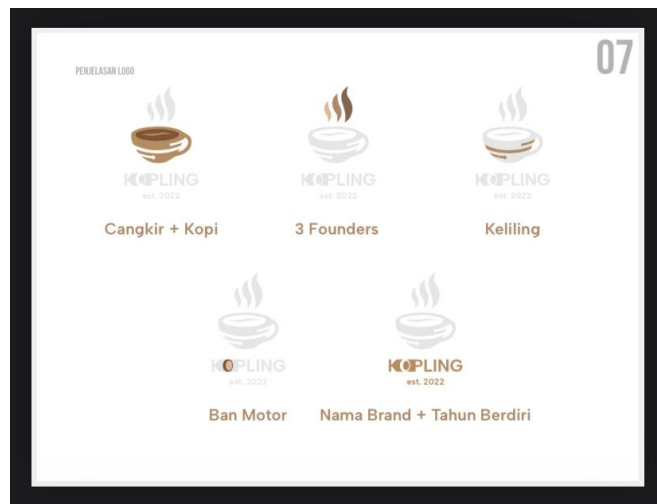 07
PENJELASAN LOGO
KOPLING
est. 2022
Cangkir + Kopi
KOPLING
est. 2022
3 Founders
KOPLING
est. 2022
Keliling
KOPLING
est. 2022
Ban Motor
KOPLING
est. 2022
Nama Brand + Tahun Berdiri